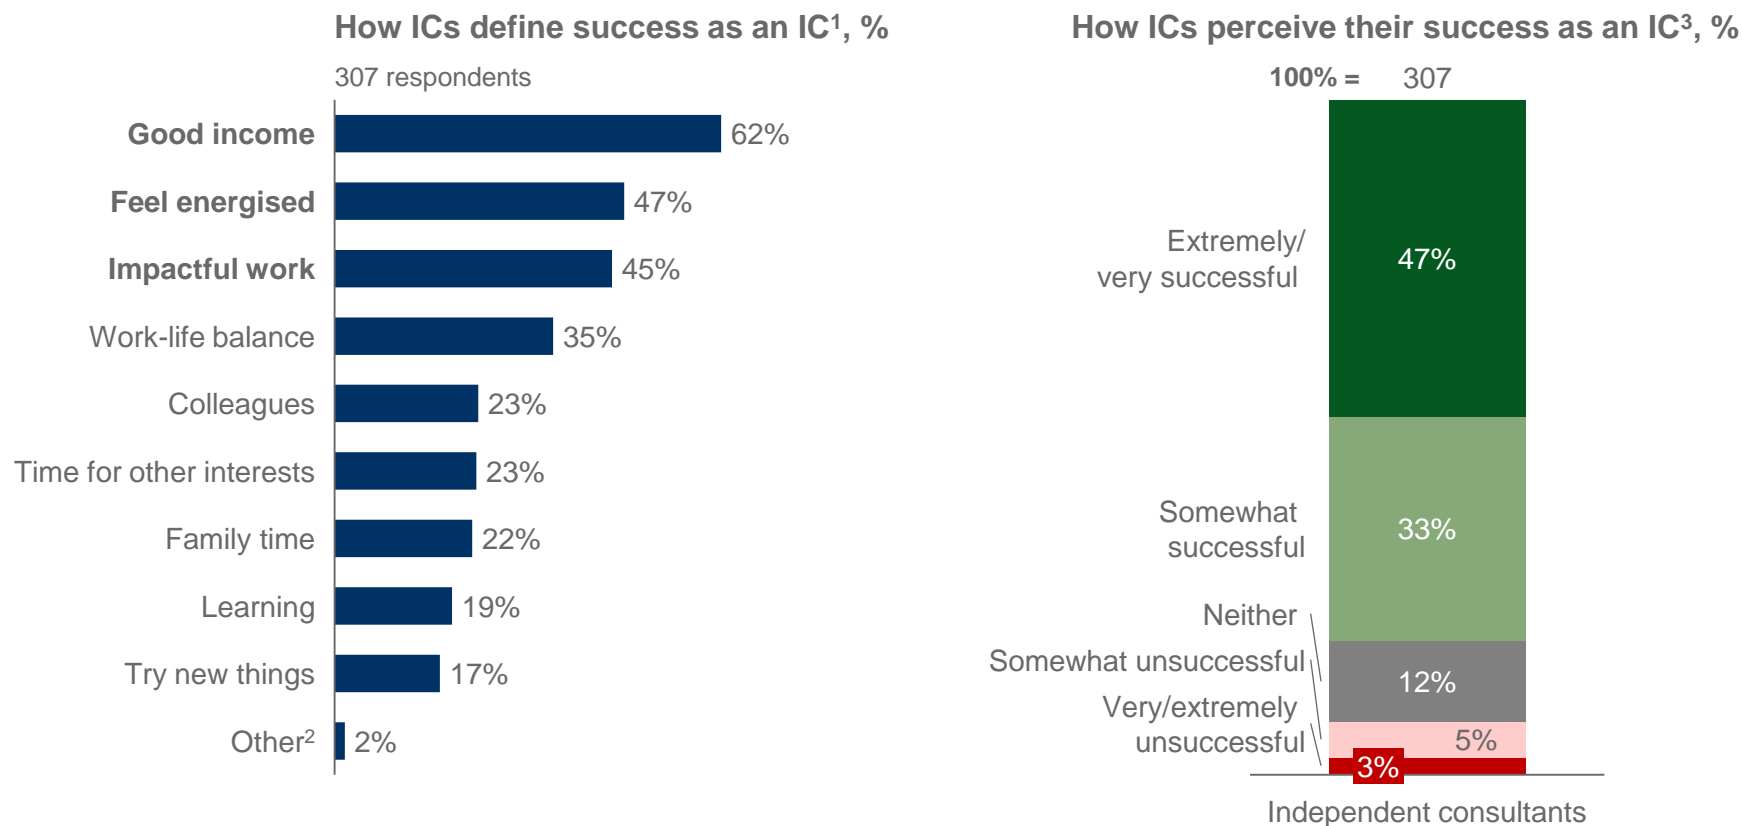 How ICs define success as an IC¹, %
307 respondents
Good income
62%
Feel energised
47%
Impactful work
45%
Work-life balance
35%
Colleagues
23%
Time for other interests
23%
Family time
22%
Learning
19%
Try new things
17%
Other²
2%
How ICs perceive their success as an IC³, %
100% = 307
Extremely/
very successful
47%
Somewhat
successful
33%
Neither
12%
Somewhat unsuccessful
5%
Very/extremely
unsuccessful
3%
Independent consultants